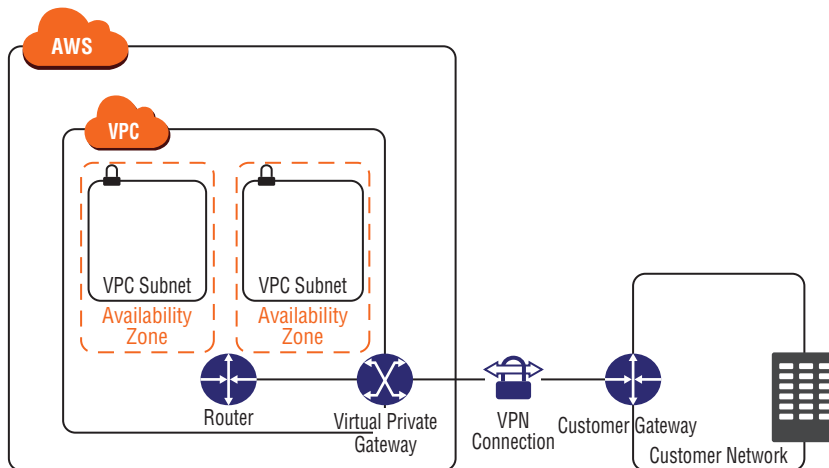 AWS
VPC
VPC Subnet
VPC Subnet
Availability
Zone
Availability
Zone
Router
Virtual Private
Gateway
VPN
Connection
Customer Gateway
Customer Network